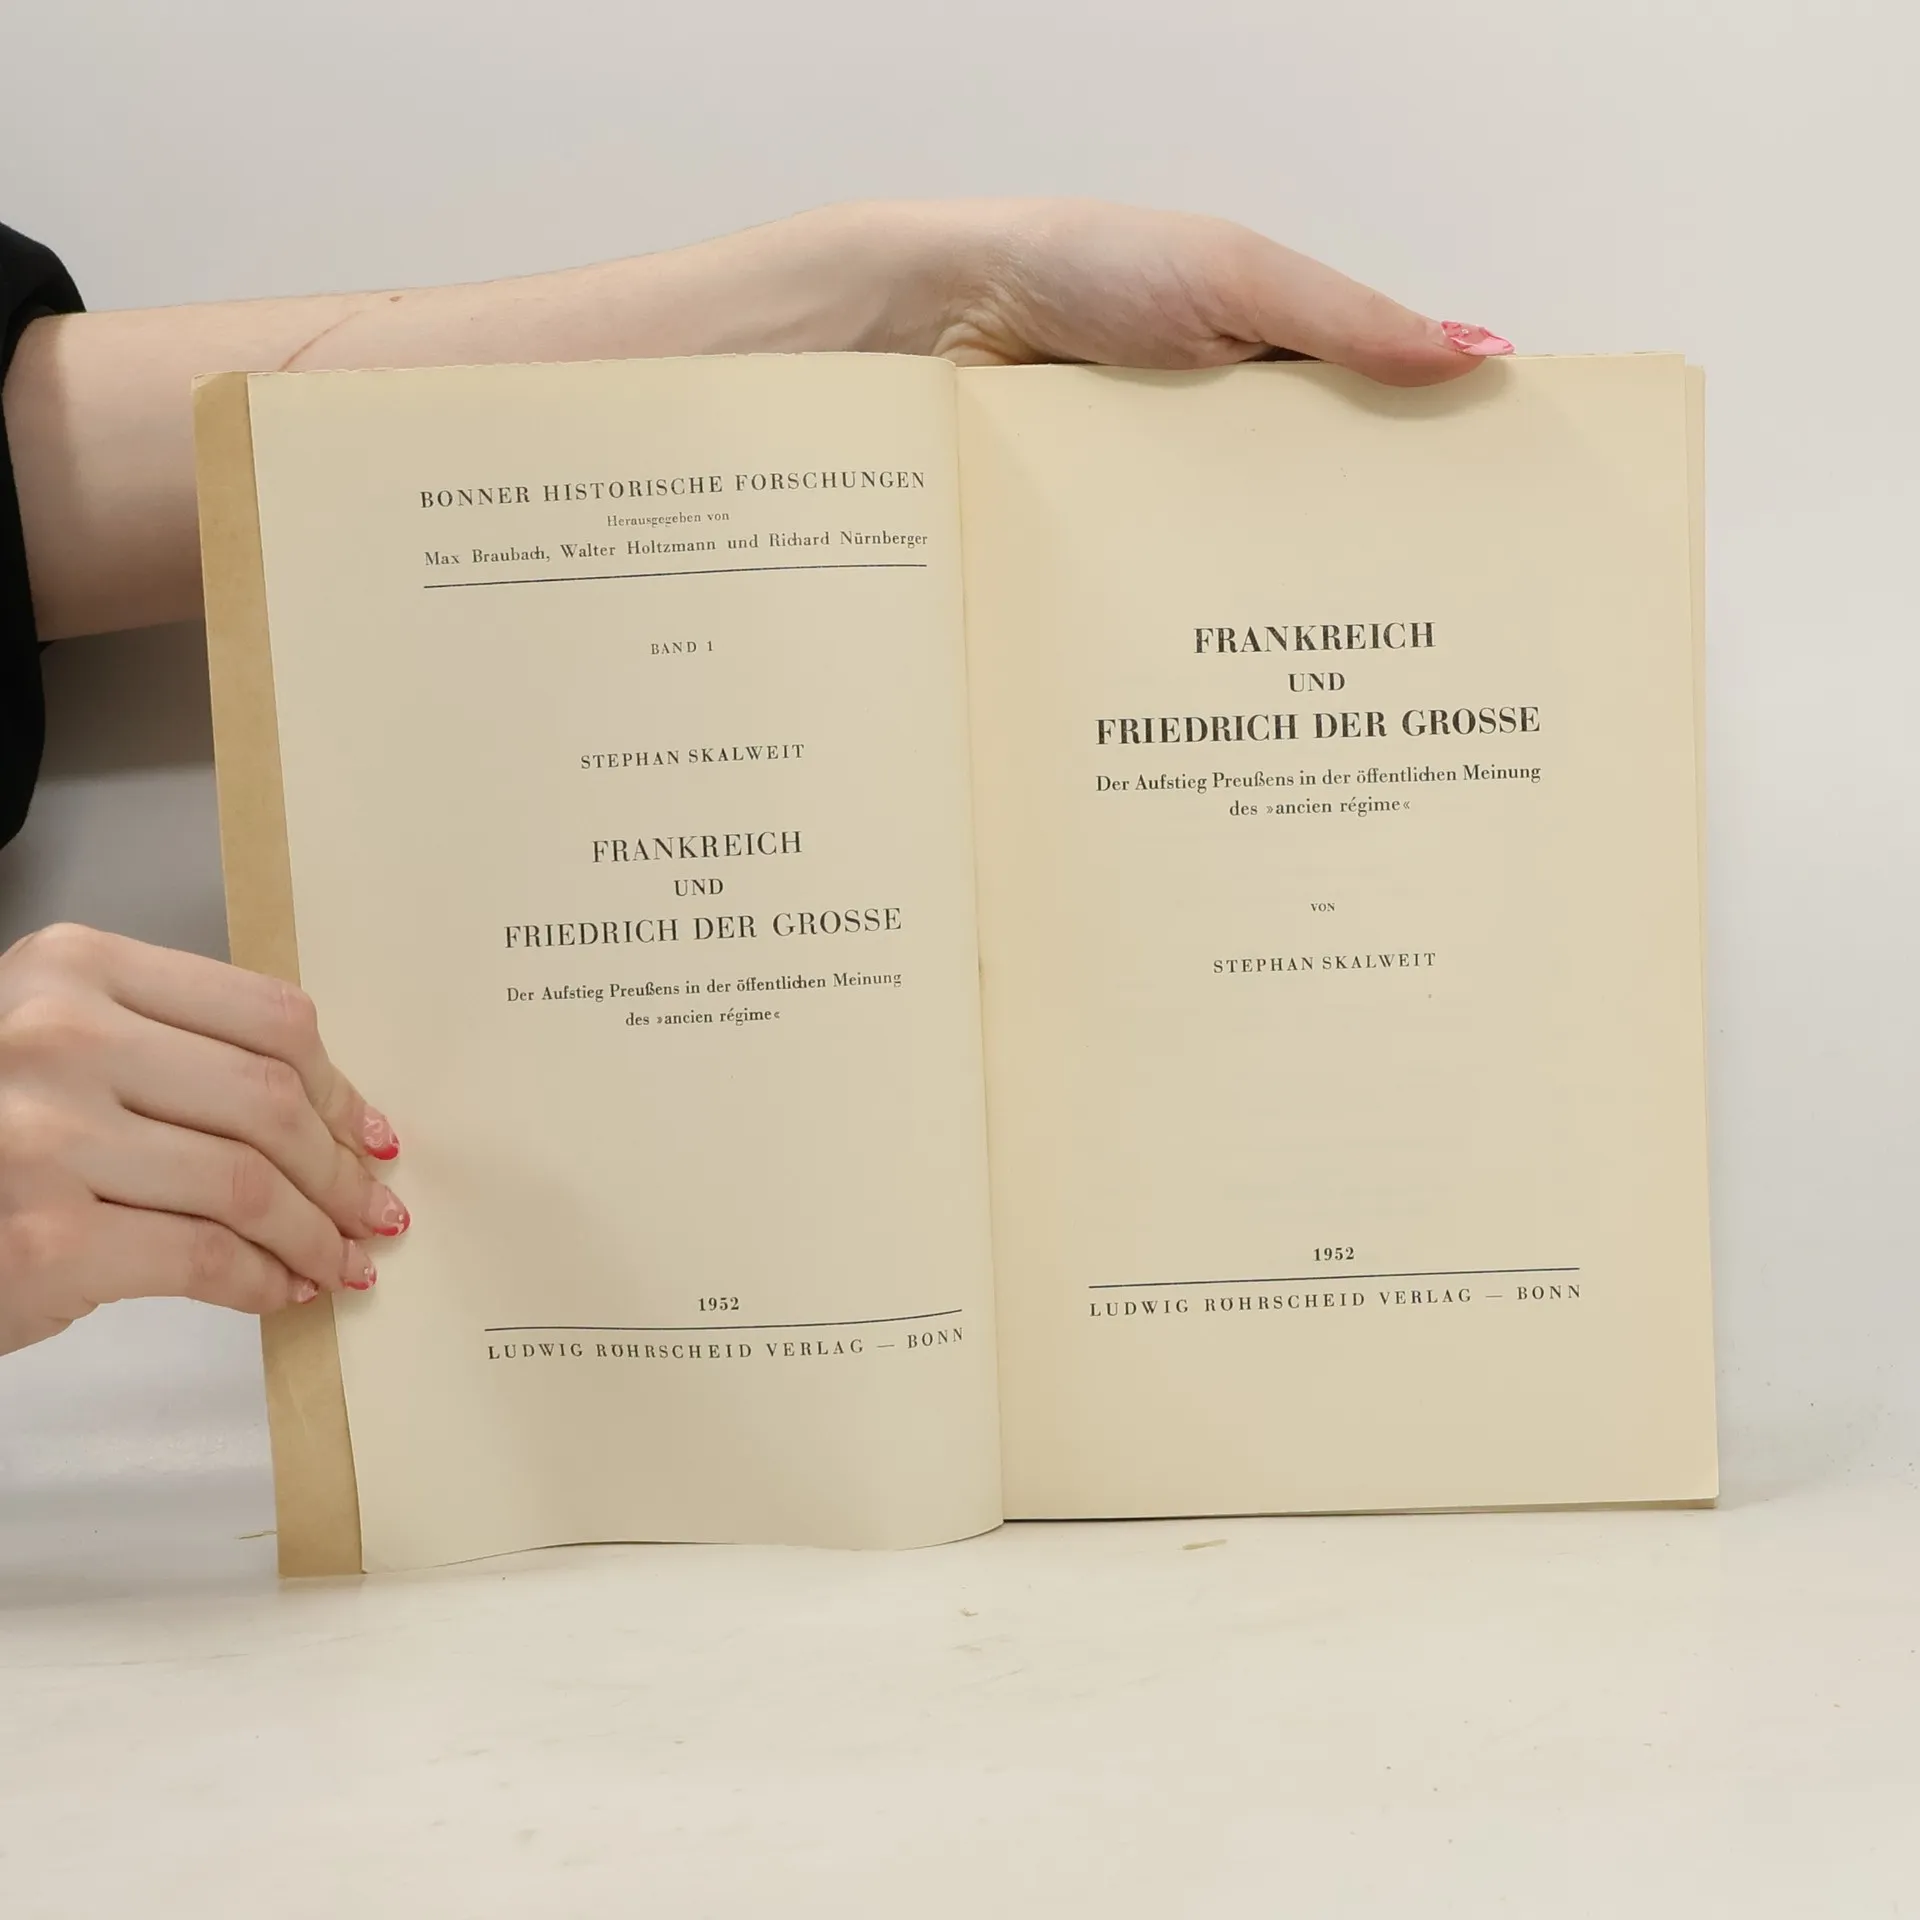 BONNER HISTORISCHE FORSCHUNGEN
Herausgegeben von
Max Braubach, Walter Holtzmann und Richard Nürnberger
BAND 1
STEPHAN SKALWEIT
FRANKREICH
UND
FRIEDRICH DER GROSSE
Der Aufstieg Preußens in der öffentlichen Meinung
des »ancien régime«
1952
LUDWIG RÖHRSCHEID VERLAG — BONN
FRANKREICH
UND
FRIEDRICH DER GROSSE
Der Aufstieg Preußens in der öffentlichen Meinung
des »ancien régime«
VON
STEPHAN SKALWEIT
1952
LUDWIG RÖHRSCHEID VERLAG — BONN